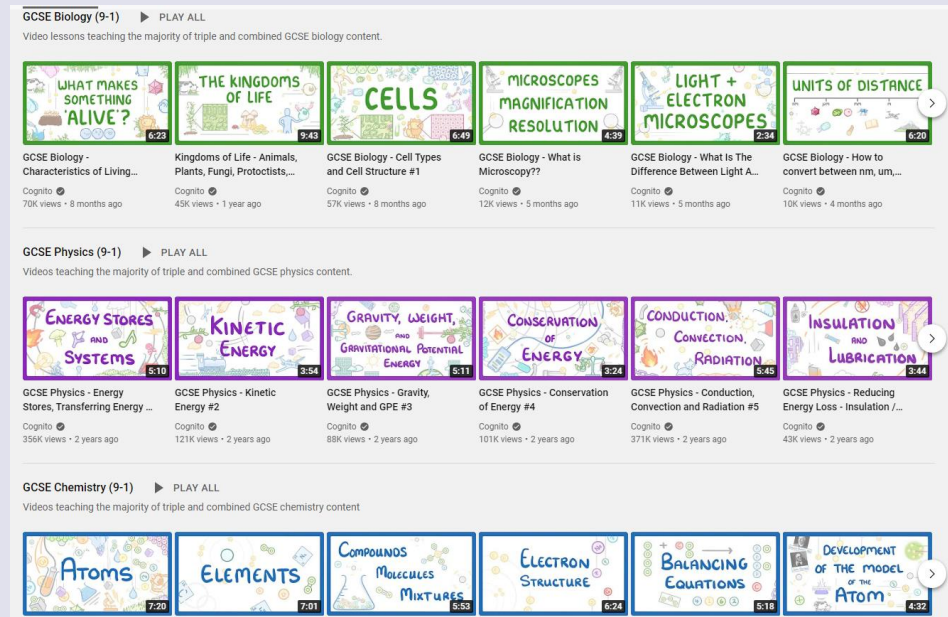 GCSE Biology (9-1) PLAY ALL
Video lessons teaching the majority of triple and combined GCSE biology content.
WHAT MAKES
SOMETHING
'ALIVE'?
6:23
THE KINGDOMS
OF LIFE
9:43
CELLS
6:49
MICROSCOPES
MAGNIFICATION
RESOLUTION
4:39
LIGHT +
ELECTRON
MICROSCOPES
2:34
UNITS OF DISTANCE
6:20
GCSE Biology -
Characteristics of Living...
Cognito
70K views • 8 months ago
Kingdoms of Life - Animals,
Plants, Fungi, Protoctists,...
Cognito
45K views • 1 year ago
GCSE Biology - Cell Types
and Cell Structure #1
Cognito
57K views • 8 months ago
GCSE Biology - What is
Microscopy??
Cognito
12K views • 5 months ago
GCSE Biology - What Is The
Difference Between Light A...
Cognito
11K views • 5 months ago
GCSE Biology - How to
convert between nm, um,...
Cognito
10K views • 4 months ago
GCSE Physics (9-1) PLAY ALL
Videos teaching the majority of triple and combined GCSE physics content.
ENERGY STORES
AND
SYSTEMS
5:10
KINETIC
ENERGY
3:54
GRAVITY, WEIGHT,
AND
GRAVITATIONAL POTENTIAL
ENERGY
5:11
CONSERVATION
OF
ENERGY
3:24
CONDUCTION,
CONVECTION,
RADIATION
5:45
INSULATION
AND
LUBRICATION
3:44
GCSE Physics - Energy
Stores, Transferring Energy ...
Cognito
356K views • 2 years ago
GCSE Physics - Kinetic
Energy #2
Cognito
121K views • 2 years ago
GCSE Physics - Gravity,
Weight and GPE #3
Cognito
88K views • 2 years ago
GCSE Physics - Conservation
of Energy #4
Cognito
101K views • 2 years ago
GCSE Physics - Conduction,
Convection and Radiation #5
Cognito
371K views • 2 years ago
GCSE Physics - Reducing
Energy Loss - Insulation /...
Cognito
43K views • 2 years ago
GCSE Chemistry (9-1) PLAY ALL
Videos teaching the majority of triple and combined GCSE chemistry content
ATOMS
7:20
ELEMENTS
7:01
COMPOUNDS
MOLECULES
MIXTURES
5:53
ELECTRON
STRUCTURE
6:24
BALANCING
EQUATIONS
5:18
DEVELOPMENT
OF THE MODEL
OF THE
ATOM
4:32